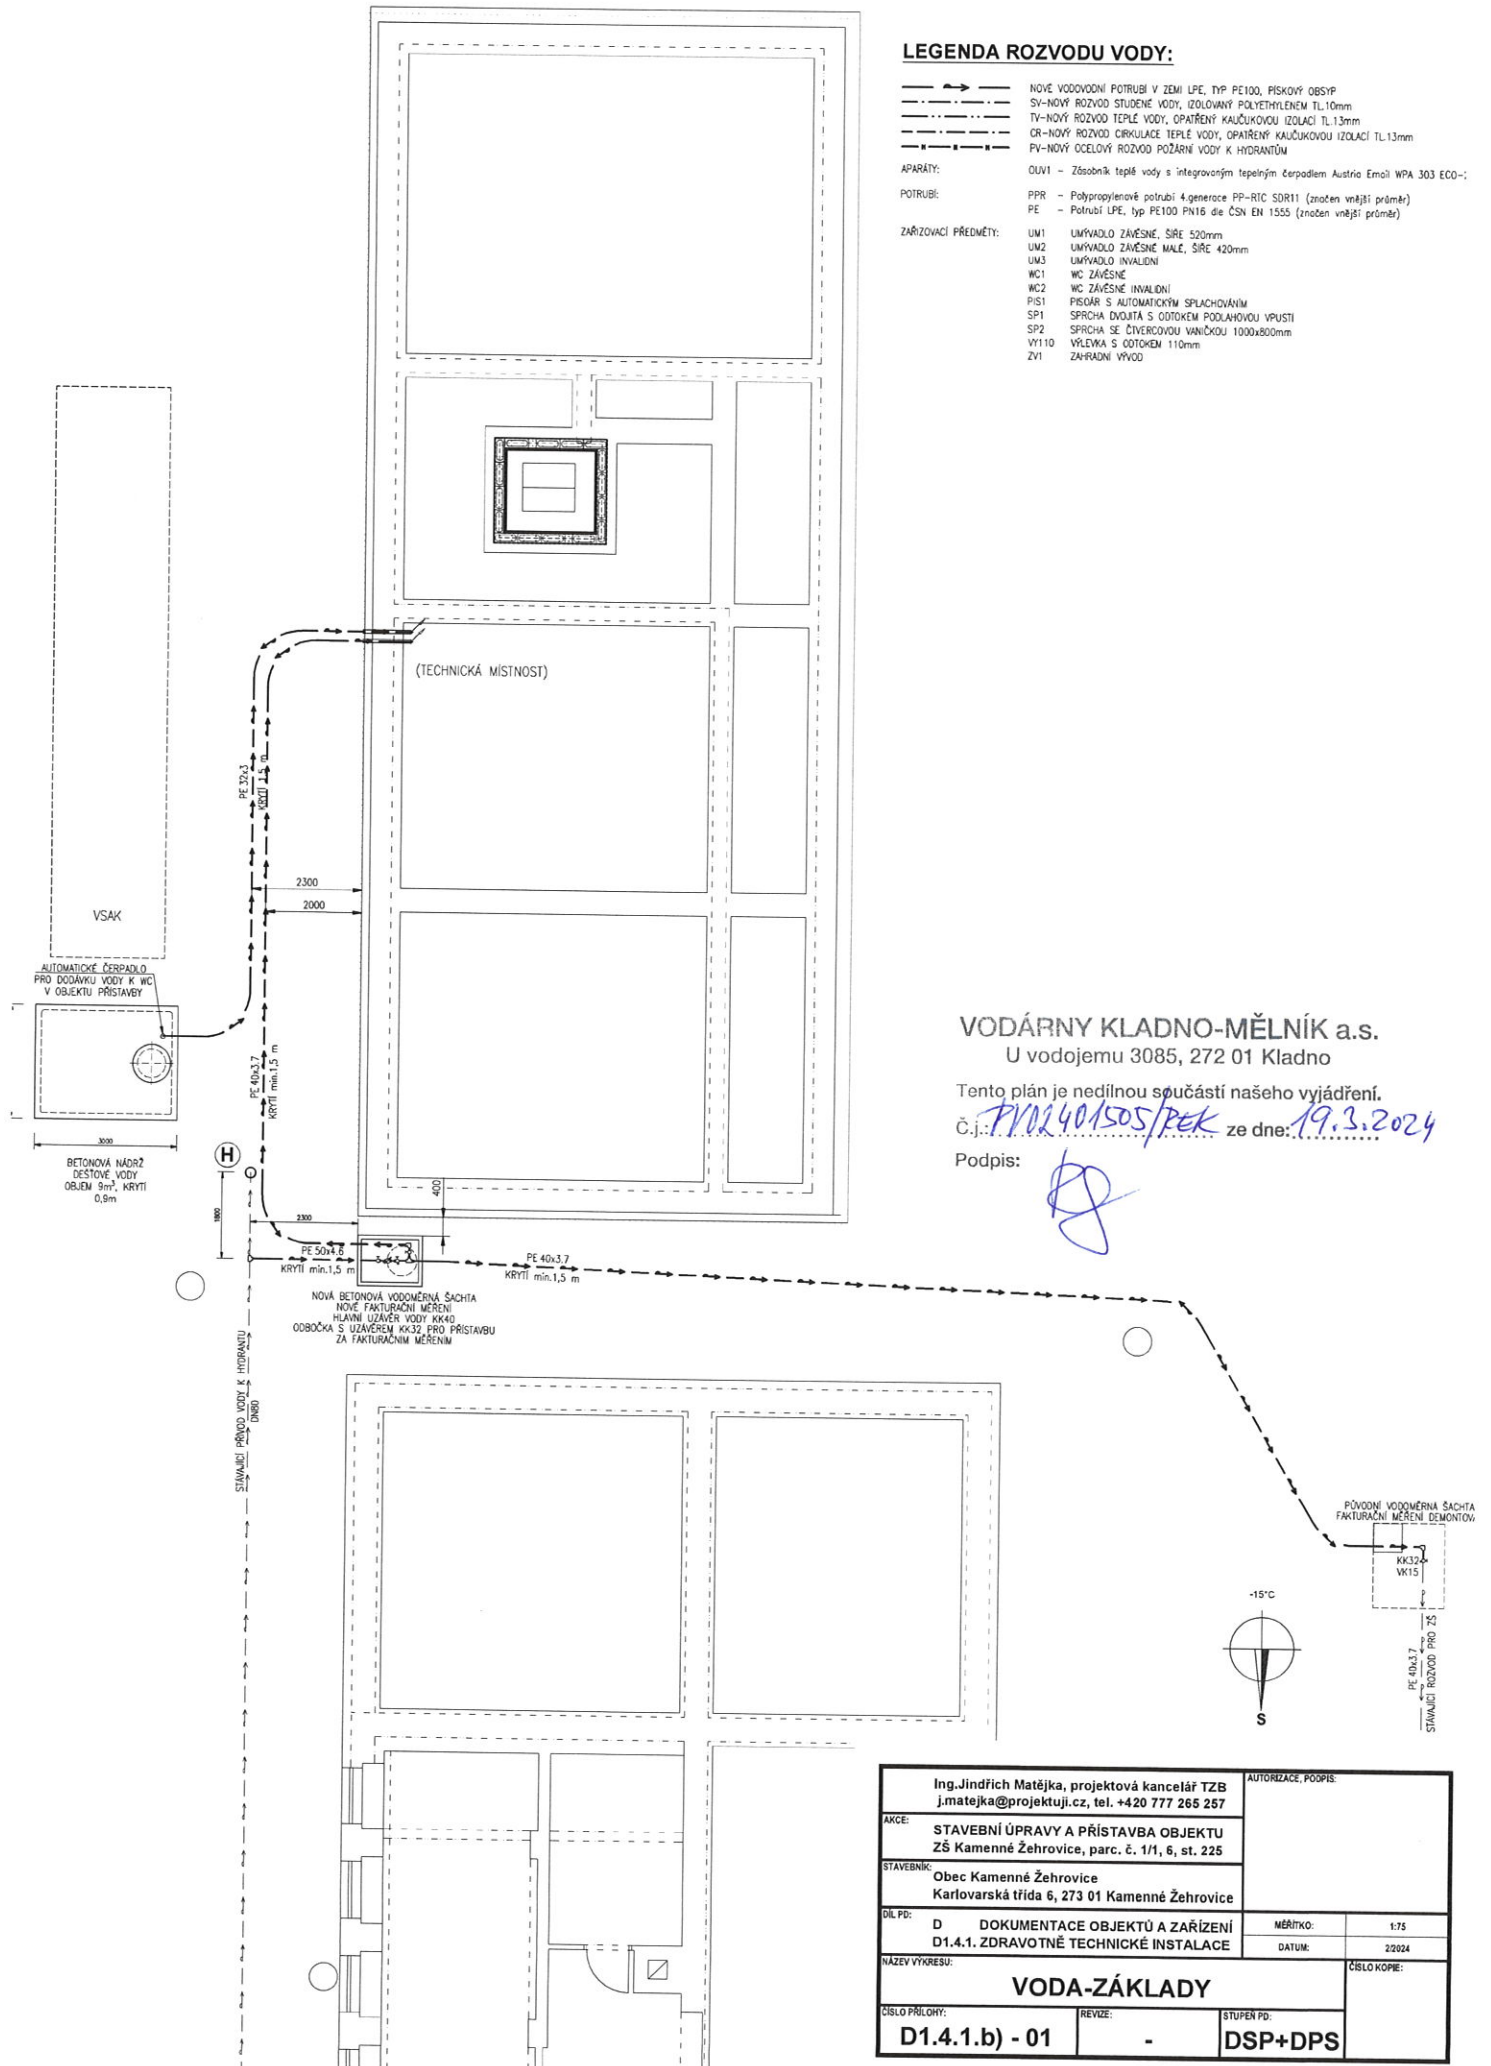 LEGENDA ROZVODU VODY:
NOVÉ VODOVODNÍ POTRUBÍ V ZEMI LPE, TYP PE100, PÍSKOVÝ OBSYP
SV-NOVÝ ROZVOD STUDENÉ VODY, IZOLOVANÝ POLYETHYLENEM TL.10mm
TV-NOVÝ ROZVOD TEPLÉ VODY, OPATŘENÝ KAUČUKOVOU IZOLACÍ TL.13mm
CR-NOVÝ ROZVOD CIRKULACE TEPLÉ VODY, OPATŘENÝ KAUČUKOVOU IZOLACÍ TL.13mm
PV-NOVÝ OCELOVÝ ROZVOD POŽÁRNÍ VODY K HYDRANTŮM
APARÁTY: OUV1 - Zásobník teplé vody s integrovaným tepelným čerpadlem Austria Email WPA 303 ECO-
POTRUBÍ: PPR - Polypropylenové potrubí 4.generace PP-RTC SDR11 (značen vnější průměr)
PE - Potrubí LPE, typ PE100 PN16 dle ČSN EN 1555 (značen vnější průměr)
ZAŘIZOVACÍ PŘEDMĚTY: UM1 UMÝVADLO ZÁVĚSNÉ, ŠÍŘE 520mm
UM2 UMÝVADLO ZÁVĚSNÉ MALÉ, ŠÍŘE 420mm
UM3 UMÝVADLO INVALIDNÍ
WC1 WC ZÁVĚSNÉ
WC2 WC ZÁVĚSNÉ INVALIDNÍ
PIS1 PISOÁR S AUTOMATICKÝM SPLACHOVÁNÍM
SP1 SPRCHA DVOJITÁ S ODTOKEM PODLAHOVOU VPUSTÍ
SP2 SPRCHA SE ČTVERCOVOU VANIČKOU 1000x800mm
VY110 VÝLEVKA S ODTOKEM 110mm
ZV1 ZAHRADNÍ VÝVOD
(TECHNICKÁ MÍSTNOST)
PE 32x3
KRYTÍ 1,5 m
2300
2000
VSAK
AUTOMATICKÉ ČERPADLO
PRO DODÁVKU VODY K WC
V OBJEKTU PŘÍSTAVBY
PE 40x3.7
KRYTÍ min.1,5 m
3000
BETONOVÁ NÁDRŽ
DEŠŤOVÉ VODY
OBJEM 9m³, KRYTÍ
0,9m
H
1800
2300
400
PE 50x4.6
KRYTÍ min.1,5 m
PE 40x3.7
KRYTÍ min.1,5 m
NOVÁ BETONOVÁ VODOMĚRNÁ ŠACHTA
NOVÉ FAKTURAČNÍ MĚŘENÍ
HLAVNÍ UZÁVĚR VODY KK40
ODBOČKA S UZÁVĚREM KK32 PRO PŘÍSTAVBU
ZA FAKTURAČNÍM MĚŘENÍM
STÁVAJÍCÍ PŘÍVOD VODY K HYDRANTU
DN80
VODÁRNY KLADNO-MĚLNÍK a.s.
U vodojemu 3085, 272 01 Kladno
Tento plán je nedílnou součástí našeho vyjádření.
Č.j.: PVO2401505/PEK ze dne: 19.3.2024
Podpis:
PŮVODNÍ VODOMĚRNÁ ŠACHTA
FAKTURAČNÍ MĚŘENÍ DEMONTOV
KK32
VK15
PE 40x3.7
STÁVAJÍCÍ ROZVOD PRO ZŠ
-15°C
S
Ing.Jindřich Matějka, projektová kancelář TZB
j.matejka@projektuji.cz, tel. +420 777 265 257
AUTORIZACE, PODPIS:
AKCE: STAVEBNÍ ÚPRAVY A PŘÍSTAVBA OBJEKTU
ZŠ Kamenné Žehrovice, parc. č. 1/1, 6, st. 225
STAVEBNÍK: Obec Kamenné Žehrovice
Karlovarská třída 6, 273 01 Kamenné Žehrovice
DÍL PD: D DOKUMENTACE OBJEKTŮ A ZAŘÍZENÍ
D1.4.1. ZDRAVOTNĚ TECHNICKÉ INSTALACE
MĚŘÍTKO: 1:75
DATUM: 2/2024
NÁZEV VÝKRESU:
VODA-ZÁKLADY
ČÍSLO KOPIE:
ČÍSLO PŘÍLOHY: REVIZE: STUPEŇ PD:
D1.4.1.b) - 01 - DSP+DPS